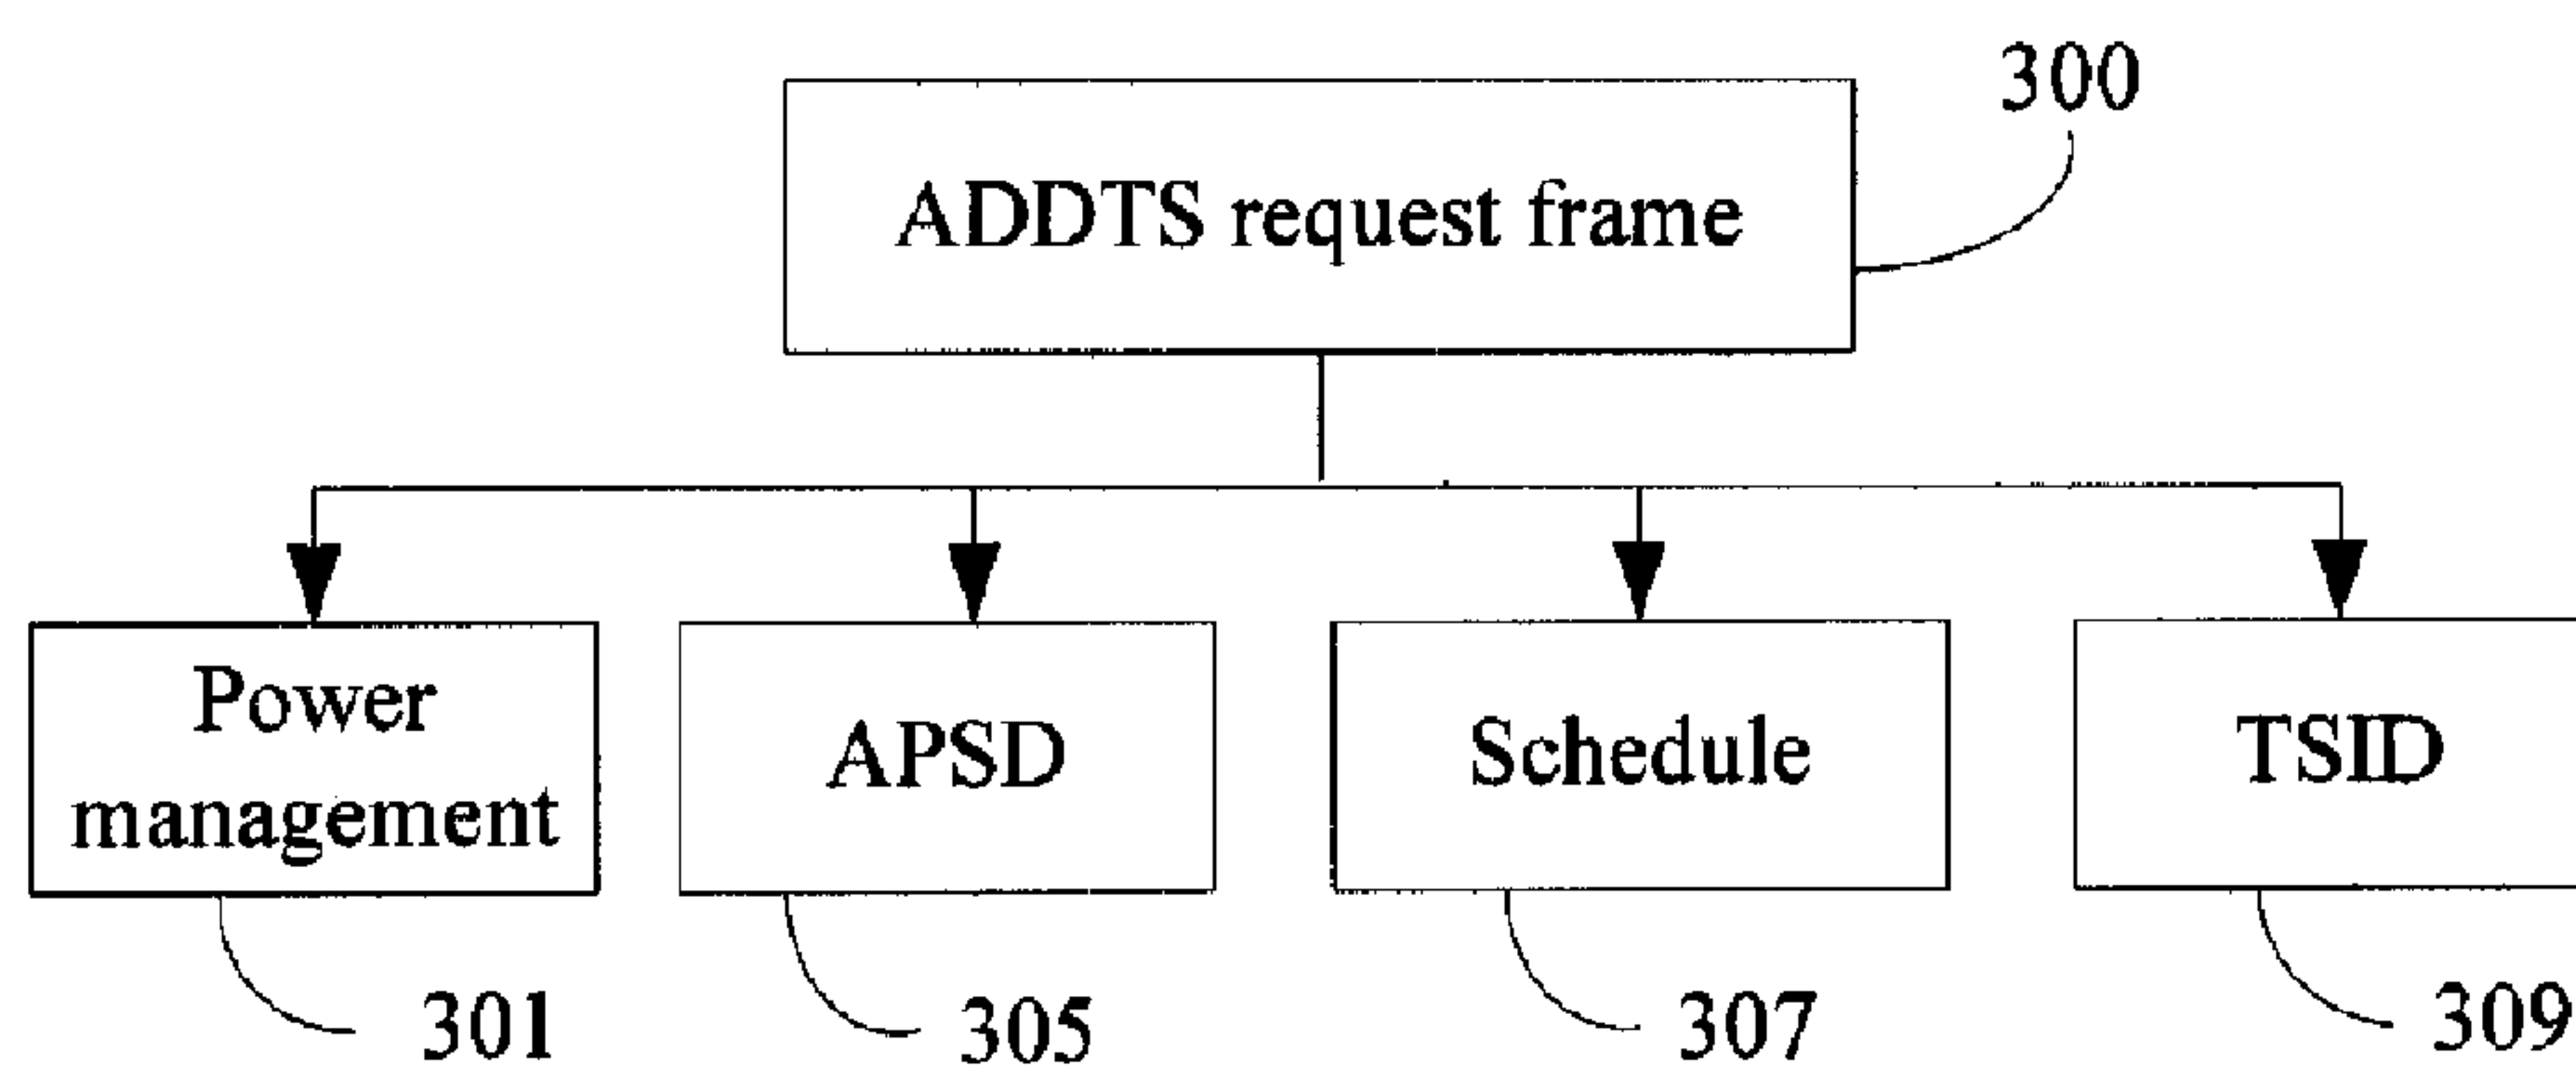 300
ADDTS request frame
Power
management
APSD
Schedule
TSID
301
305
307
309